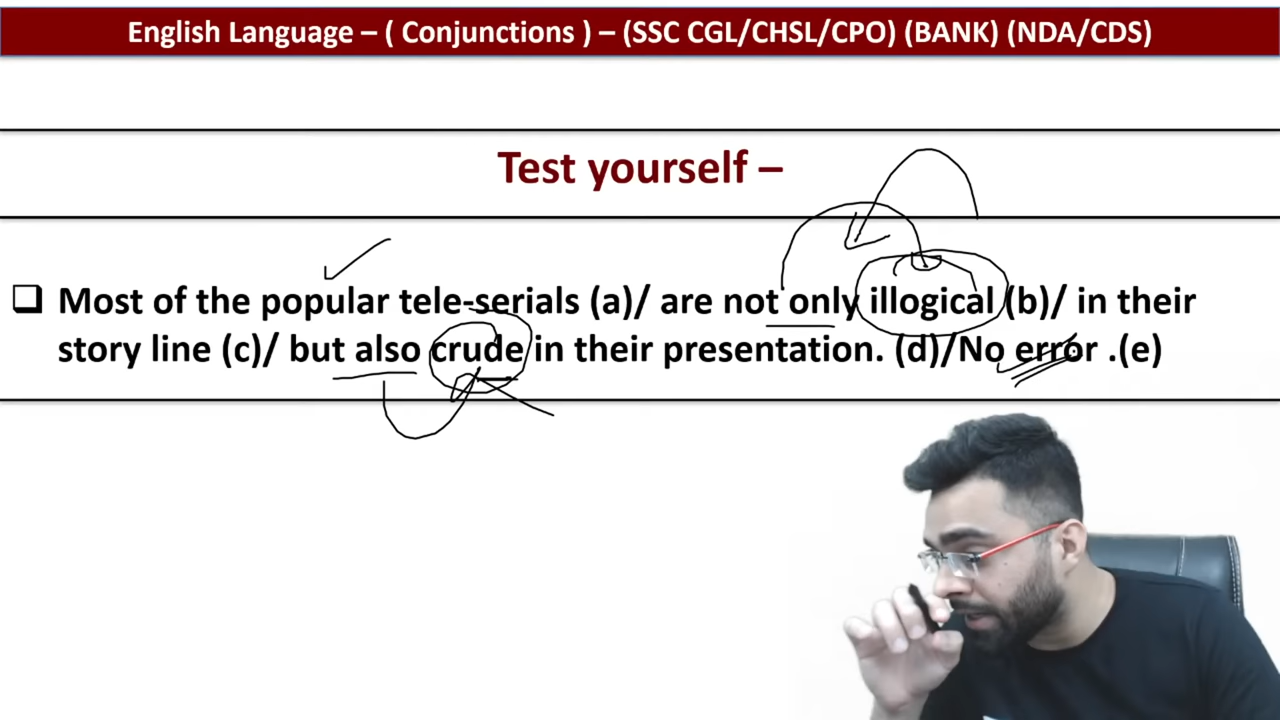 English Language – ( Conjunctions ) – (SSC CGL/CHSL/CPO) (BANK) (NDA/CDS)
Test yourself –
❑ Most of the popular tele-serials (a)/ are not only illogical (b)/ in their
story line (c)/ but also crude in their presentation. (d)/No error .(e)